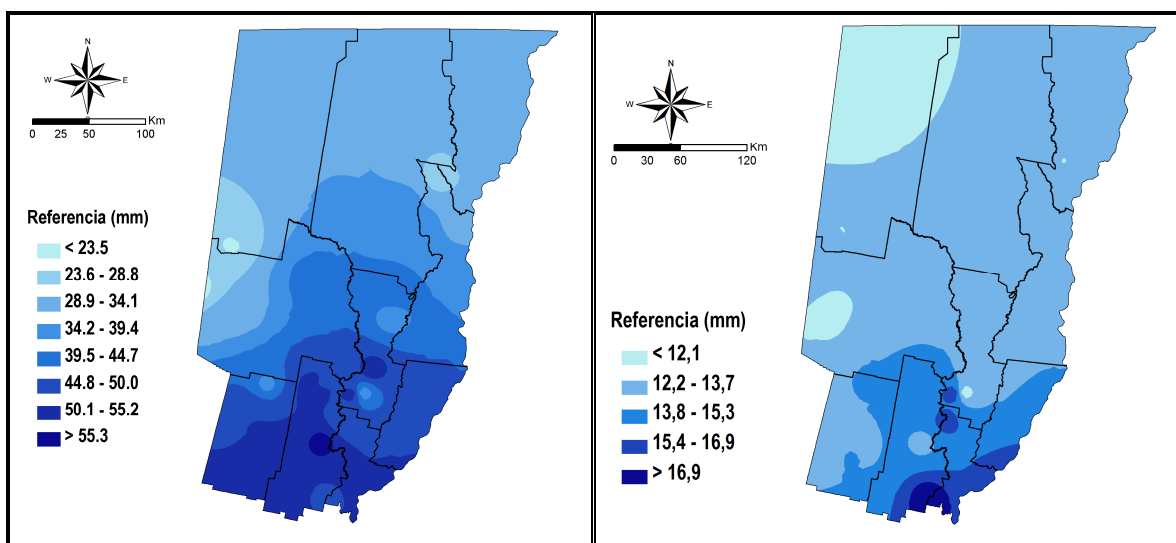 N
W E
S
Km
0 25 50 100
Referencia (mm)
< 23.5
23.6 - 28.8
28.9 - 34.1
34.2 - 39.4
39.5 - 44.7
44.8 - 50.0
50.1 - 55.2
> 55.3
N
W E
S
Km
0 30 60 120
Referencia (mm)
< 12,1
12,2 - 13,7
13,8 - 15,3
15,4 - 16,9
> 16,9